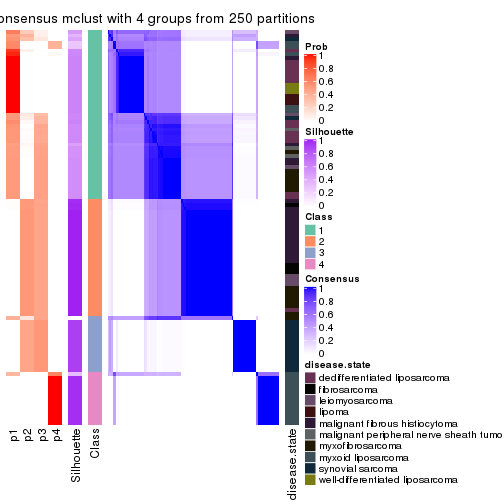 onsensus mclust with 4 groups from 250 partitions
Prob
1
0.8
0.6
0.4
0.2
0
Silhouette
1
0.8
0.6
0.4
0.2
0
Class
1
2
3
4
Consensus
1
0.8
0.6
0.4
0.2
0
disease.state
dedifferentiated liposarcoma
fibrosarcoma
leiomyosarcoma
lipoma
malignant fibrous histiocytoma
malignant peripheral nerve sheath tumo
myxofibrosarcoma
myxoid liposarcoma
synovial sarcoma
well-differentiated liposarcoma
p1
p2
p3
p4
Silhouette
Class
disease.state